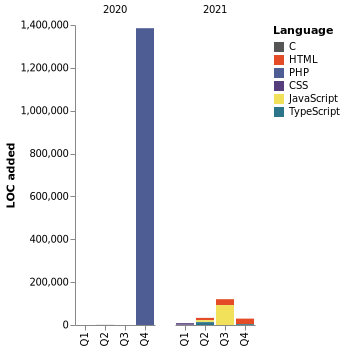 2020 2021
Language
C
HTML
PHP
CSS
JavaScript
TypeScript
LOC added
1,400,000
1,200,000
1,000,000
800,000
600,000
400,000
200,000
0
Q1 Q2 Q3 Q4 Q1 Q2 Q3 Q4